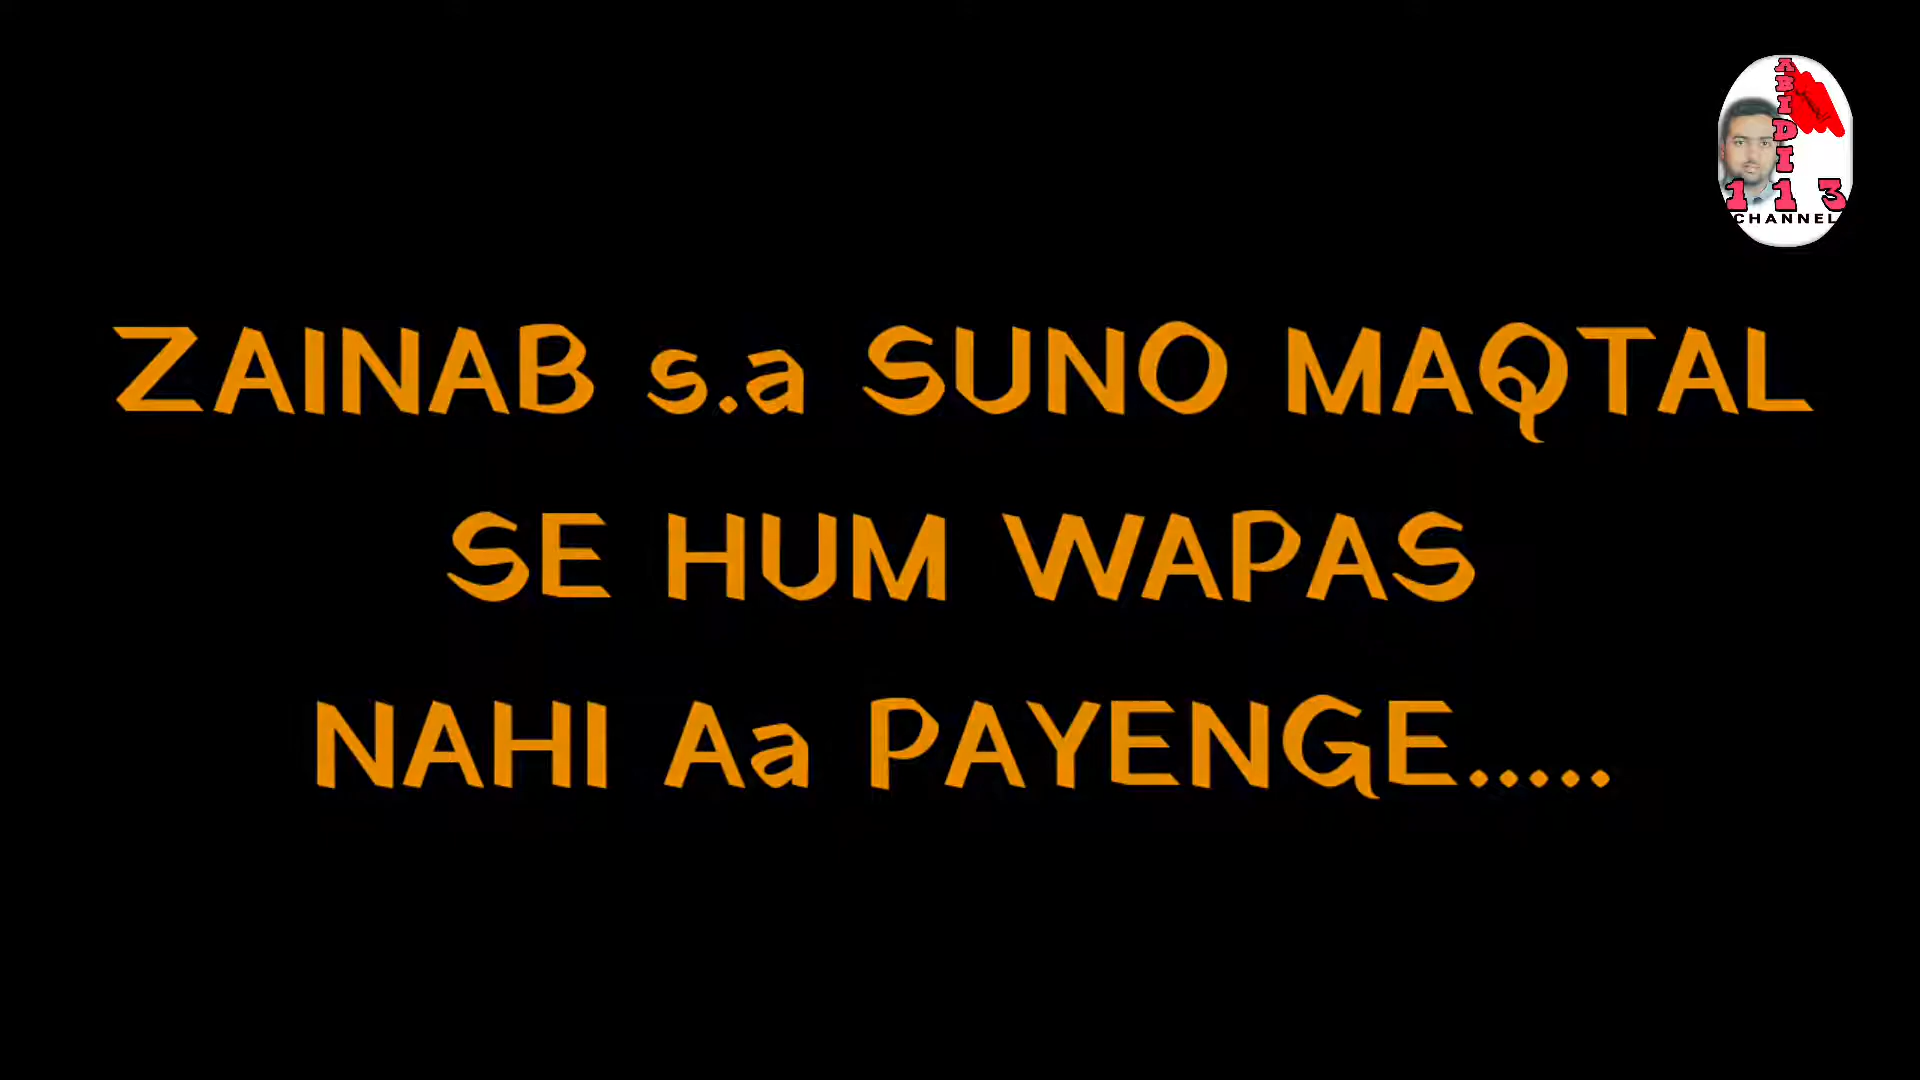 ABIDI
113
CHANNEL
ZAINAB s.a SUNO MAQTAL
SE HUM WAPAS
NAHI Aa PAYENGE.....